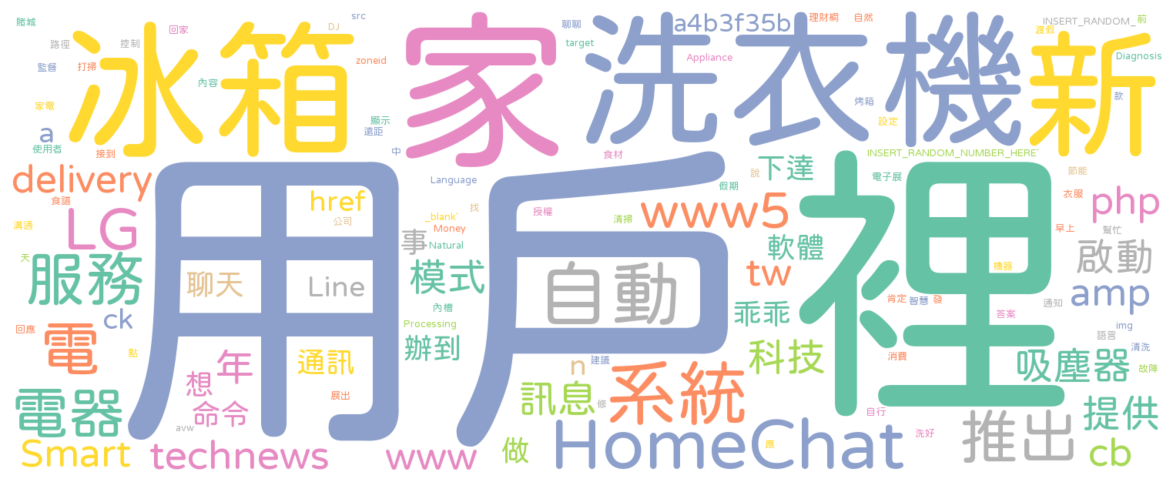 賭城
路徑
控制
回家
DJ
src
聊聊
a4b3f35b
理財網
自然
INSERT_RANDOM_
前
渡假
冰箱
家
洗衣機
新
監督
打掃
內容
zoneid
target
Appliance
Diagnosis
家電
a
顯示
遠距
烤箱
設定
款
使用者
接到
中
食材
INSERT_RANDOM_NUMBER_HERE
delivery
食譜
用戶
裡
Language
假期
說
下達
電子展
節能
衣服
href
公司
_blank`
找
授權
清掃
www5
php
LG
溝通
Money
事
Natural
軟體
早上
幫忙
天
服務
聊天
Line
模式
自動
tw
機器
啟動
內槽
肯定
智慧
發
通知
amp
ck
回應
Processing
乖乖
答案
img
電
點
辦到
建議
科技
消費
語言
清洗
通訊
n
系統
吸塵器
故障
年
想
展出
訊息
修
電器
命令
自行
提供
avw
推出
洗好
Smart
technews
www
做
HomeChat
應
cb